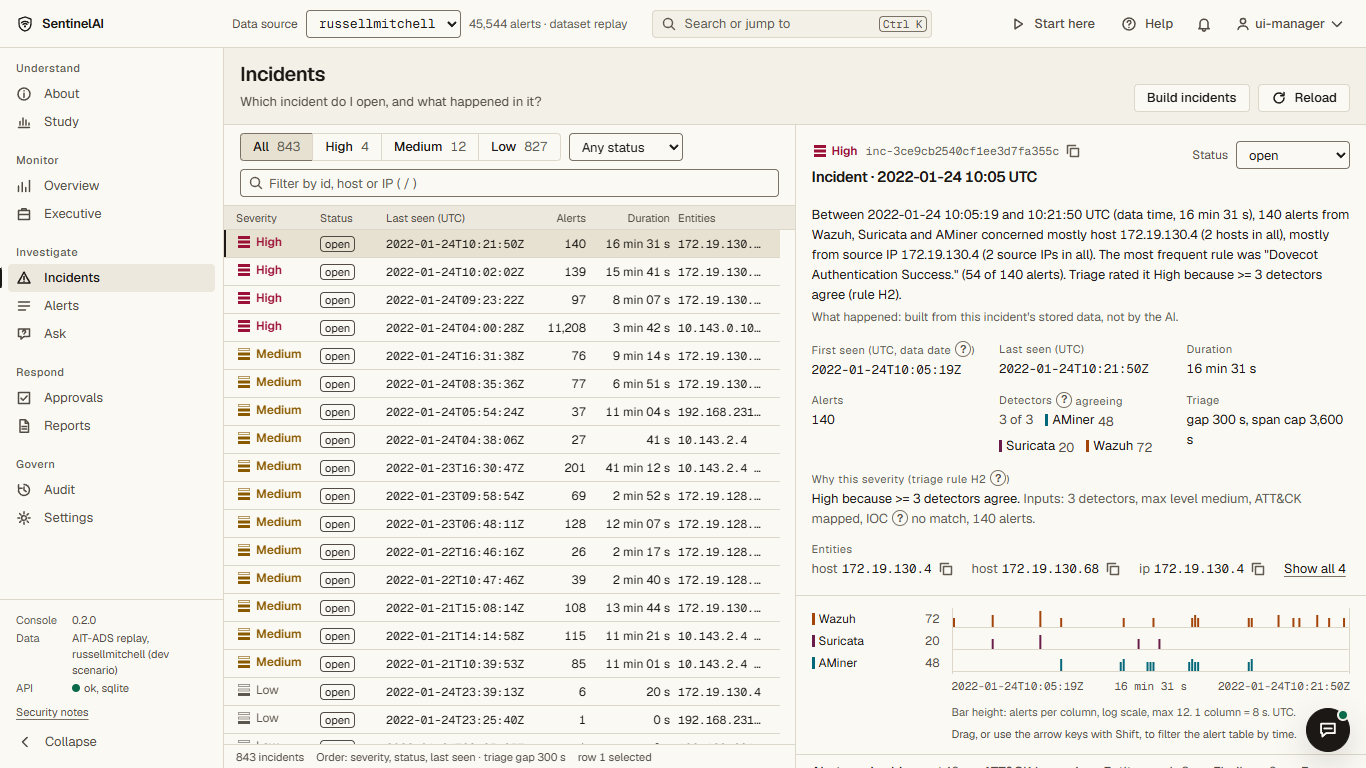 SentinelAI
Data source russellmitchell 45,544 alerts · dataset replay Search or jump to Ctrl K Start here Help ui-manager
Understand
About
Study
Monitor
Overview
Executive
Investigate
Incidents
Alerts
Ask
Respond
Approvals
Reports
Govern
Audit
Settings
Console 0.2.0
Data AIT-ADS replay,
russellmitchell (dev
scenario)
API ok, sqlite
Security notes
Collapse
Incidents
Which incident do I open, and what happened in it?
Build incidents Reload
All 843 High 4 Medium 12 Low 827 Any status
Filter by id, host or IP ( / )
Severity Status Last seen (UTC) Alerts Duration Entities
High open 2022-01-24T10:21:50Z 140 16 min 31 s 172.19.130.…
High open 2022-01-24T10:02:02Z 139 15 min 41 s 172.19.130.…
High open 2022-01-24T09:23:22Z 97 8 min 07 s 172.19.130.…
High open 2022-01-24T04:00:28Z 11,208 3 min 42 s 10.143.0.10…
Medium open 2022-01-24T16:31:38Z 76 9 min 14 s 172.19.130.…
Medium open 2022-01-24T08:35:36Z 77 6 min 51 s 172.19.130.…
Medium open 2022-01-24T05:54:24Z 37 11 min 04 s 192.168.231…
Medium open 2022-01-24T04:38:06Z 27 41 s 10.143.2.4
Medium open 2022-01-23T16:30:47Z 201 41 min 12 s 10.143.2.4 …
Medium open 2022-01-23T09:58:54Z 69 2 min 52 s 172.19.128.…
Medium open 2022-01-23T06:48:11Z 128 12 min 07 s 172.19.128.…
Medium open 2022-01-22T16:46:16Z 26 2 min 17 s 172.19.128.…
Medium open 2022-01-22T10:47:46Z 39 2 min 40 s 172.19.128.…
Medium open 2022-01-21T15:08:14Z 108 13 min 44 s 172.19.130.…
Medium open 2022-01-21T14:14:58Z 115 11 min 21 s 10.143.2.4 …
Medium open 2022-01-21T10:39:53Z 85 11 min 01 s 10.143.2.4 …
Low open 2022-01-24T23:39:13Z 6 20 s 172.19.130.4
Low open 2022-01-24T23:25:40Z 1 0 s 192.168.231…
843 incidents Order: severity, status, last seen · triage gap 300 s row 1 selected
High inc-3ce9cb2540cf1ee3d7fa355c Status open
Incident · 2022-01-24 10:05 UTC
Between 2022-01-24 10:05:19 and 10:21:50 UTC (data time, 16 min 31 s), 140 alerts from
Wazuh, Suricata and AMiner concerned mostly host 172.19.130.4 (2 hosts in all), mostly
from source IP 172.19.130.4 (2 source IPs in all). The most frequent rule was "Dovecot
Authentication Success." (54 of 140 alerts). Triage rated it High because >= 3 detectors
agree (rule H2).
What happened: built from this incident's stored data, not by the AI.
First seen (UTC, data date ?) Last seen (UTC) Duration
2022-01-24T10:05:19Z 2022-01-24T10:21:50Z 16 min 31 s
Alerts Detectors ? agreeing Triage
140 3 of 3 AMiner 48 gap 300 s, span cap 3,600
Suricata 20 Wazuh 72 s
Why this severity (triage rule H2 ?)
High because >= 3 detectors agree. Inputs: 3 detectors, max level medium, ATT&CK
mapped, IOC ? no match, 140 alerts.
Entities
host 172.19.130.4 host 172.19.130.68 ip 172.19.130.4 Show all 4
Wazuh 72
Suricata 20
AMiner 48
2022-01-24T10:05:19Z 16 min 31 s 2022-01-24T10:21:50Z
Bar height: alerts per column, log scale, max 12. 1 column = 8 s. UTC.
Drag, or use the arrow keys with Shift, to filter the alert table by time.